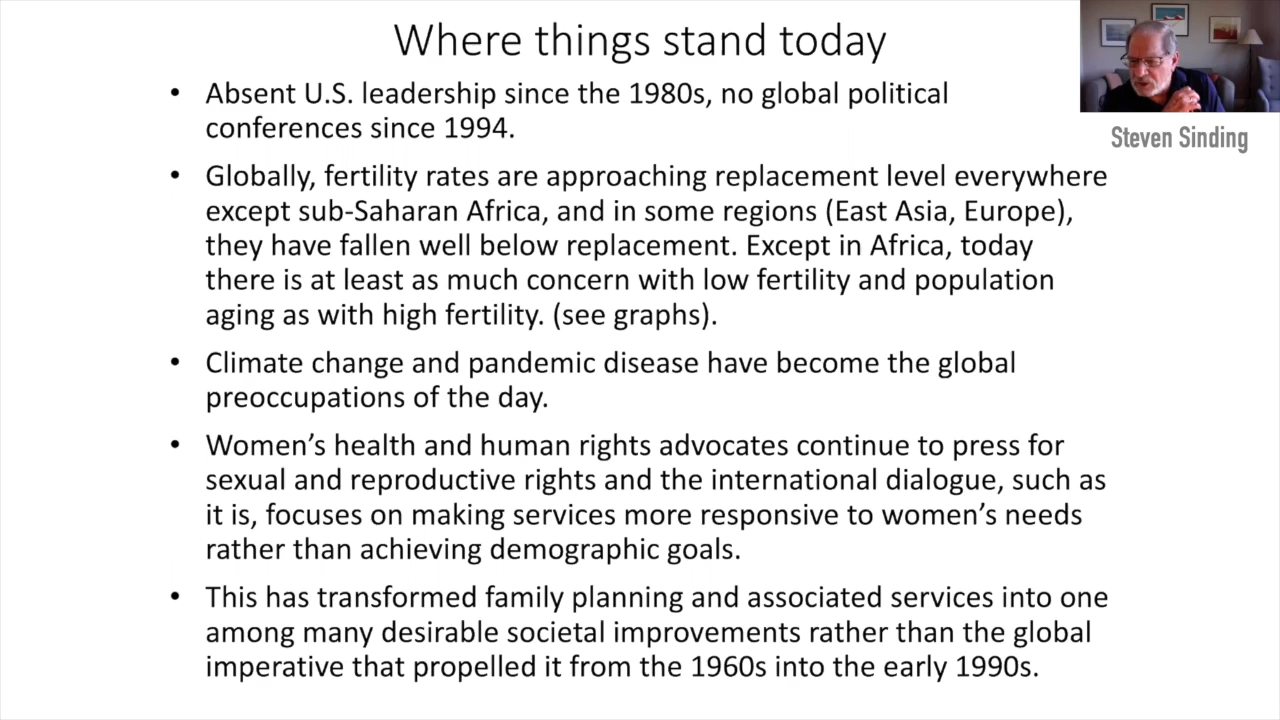 Where things stand today
• Absent U.S. leadership since the 1980s, no global political
conferences since 1994.
• Globally, fertility rates are approaching replacement level everywhere
except sub-Saharan Africa, and in some regions (East Asia, Europe),
they have fallen well below replacement. Except in Africa, today
there is at least as much concern with low fertility and population
aging as with high fertility. (see graphs).
• Climate change and pandemic disease have become the global
preoccupations of the day.
• Women’s health and human rights advocates continue to press for
sexual and reproductive rights and the international dialogue, such as
it is, focuses on making services more responsive to women’s needs
rather than achieving demographic goals.
• This has transformed family planning and associated services into one
among many desirable societal improvements rather than the global
imperative that propelled it from the 1960s into the early 1990s.
Steven Sinding